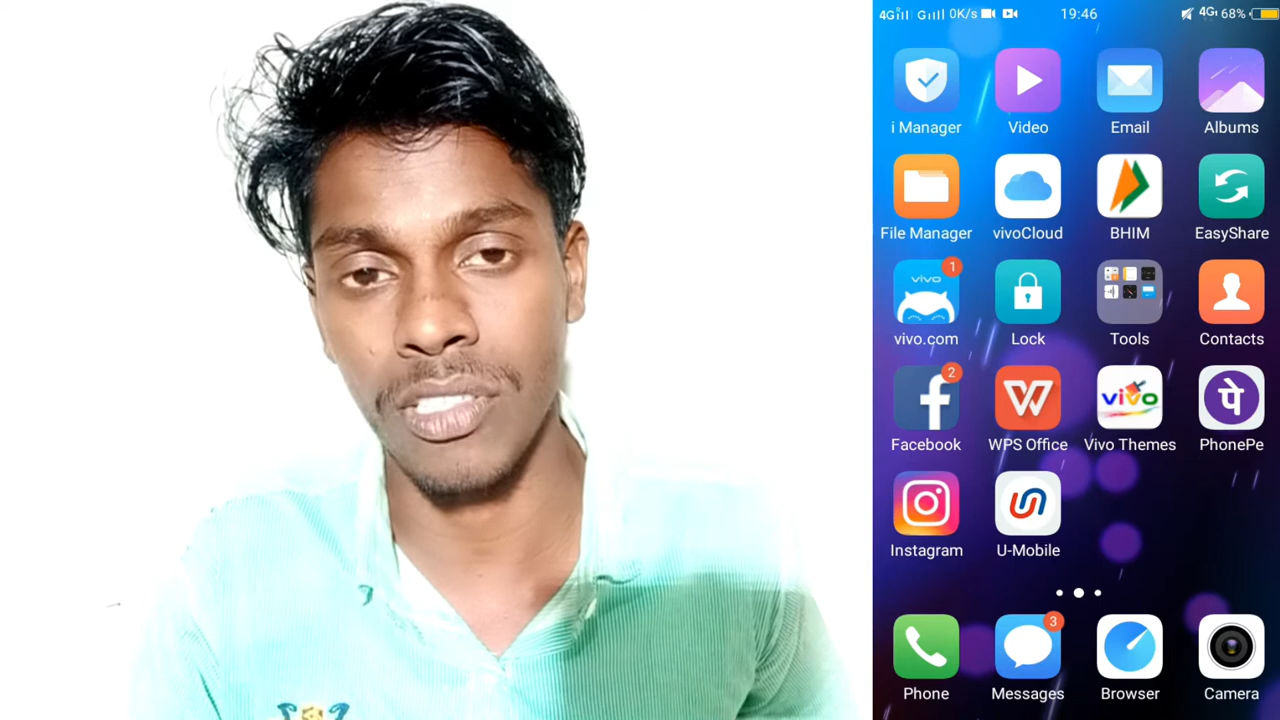 4G G 0K/s 19:46 4G 68%
i Manager Video Email Albums
File Manager vivoCloud BHIM EasyShare
vivo 1
vivo.com Lock Tools Contacts
f 2 W vivo पे
Facebook WPS Office Vivo Themes PhonePe
Instagram U-Mobile
3
Phone Messages Browser Camera